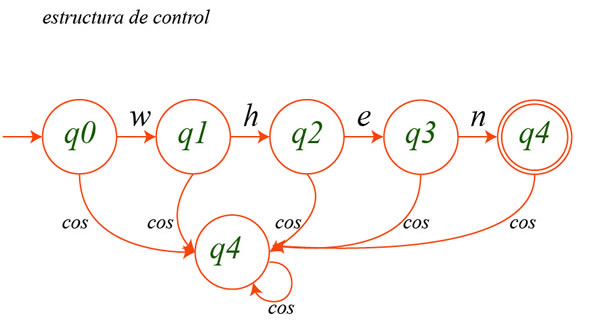 estructura de control
w h e n
q0 q1 q2 q3 q4
cos cos cos cos cos
q4
cos